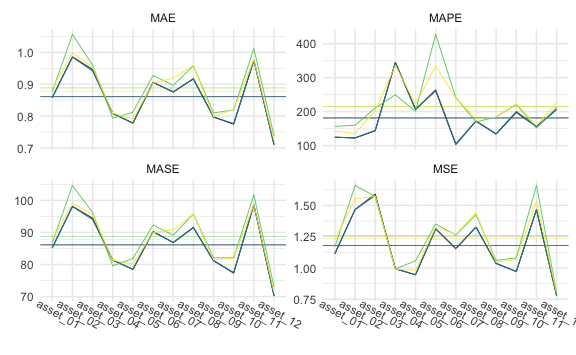 MAE
MAPE
1.0
0.9
0.8
0.7
400
300
200
100
MASE
MSE
100
90
80
70
1.50
1.25
1.00
0.75
asset_01
asset_02
asset_03
asset_04
asset_05
asset_06
asset_07
asset_08
asset_09
asset_10
asset_11
asset_12
asset_01
asset_02
asset_03
asset_04
asset_05
asset_06
asset_07
asset_08
asset_09
asset_10
asset_11